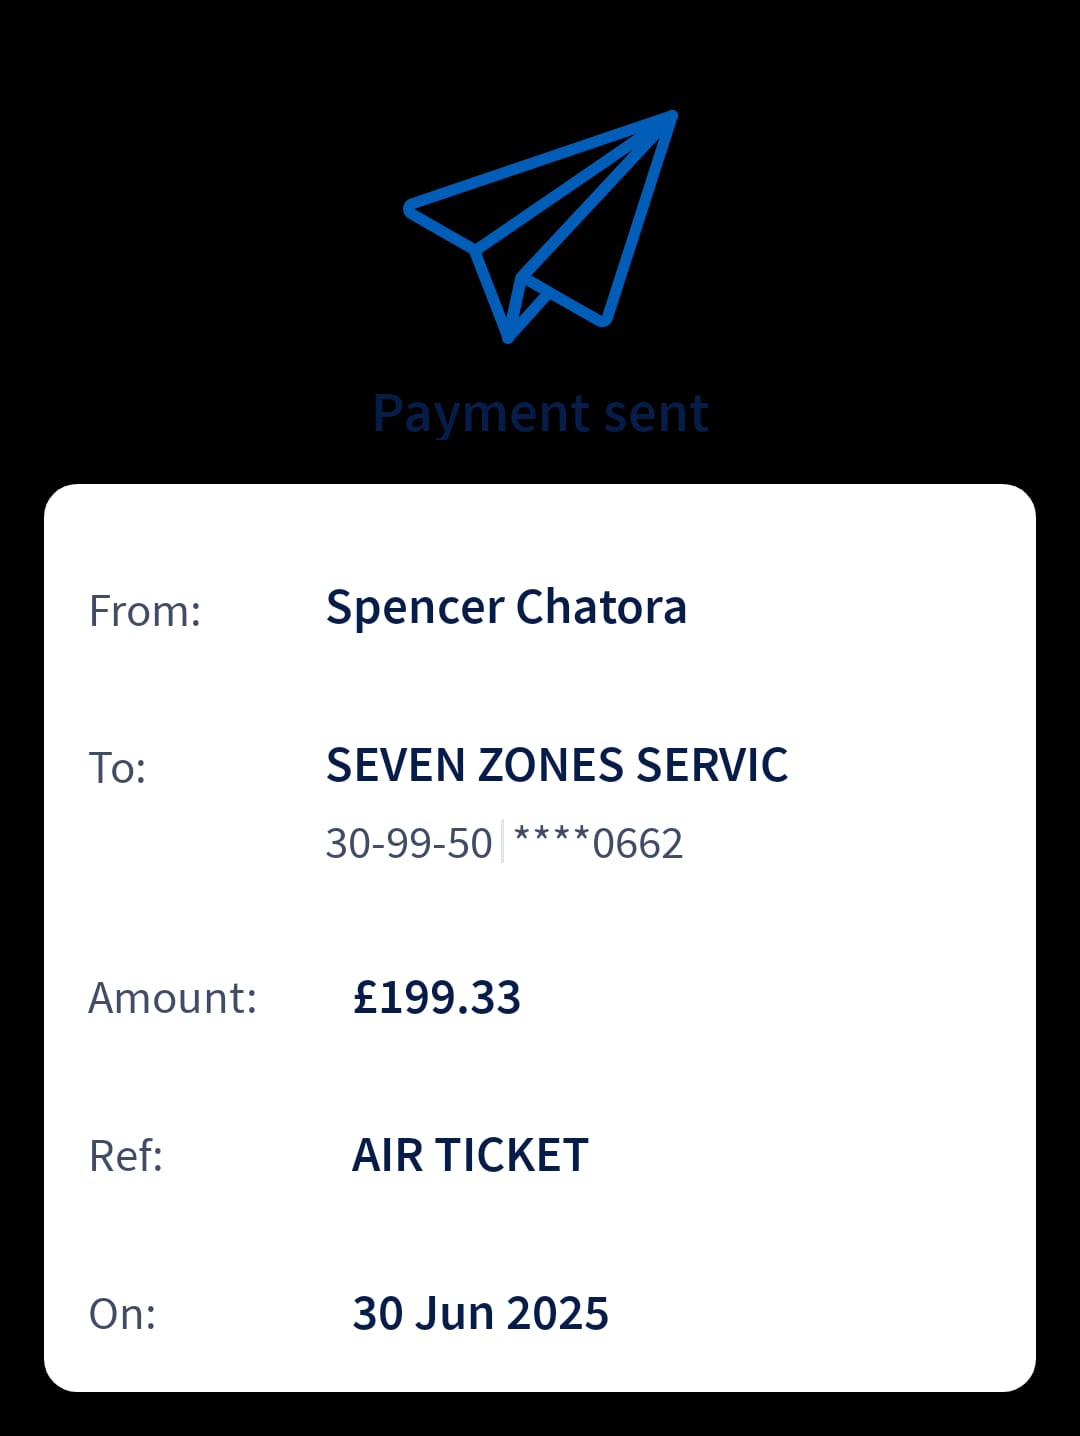 Payment sent
From: Spencer Chatora
To: SEVEN ZONES SERVIC
30-99-50 ****0662
Amount: £199.33
Ref: AIR TICKET
On: 30 Jun 2025